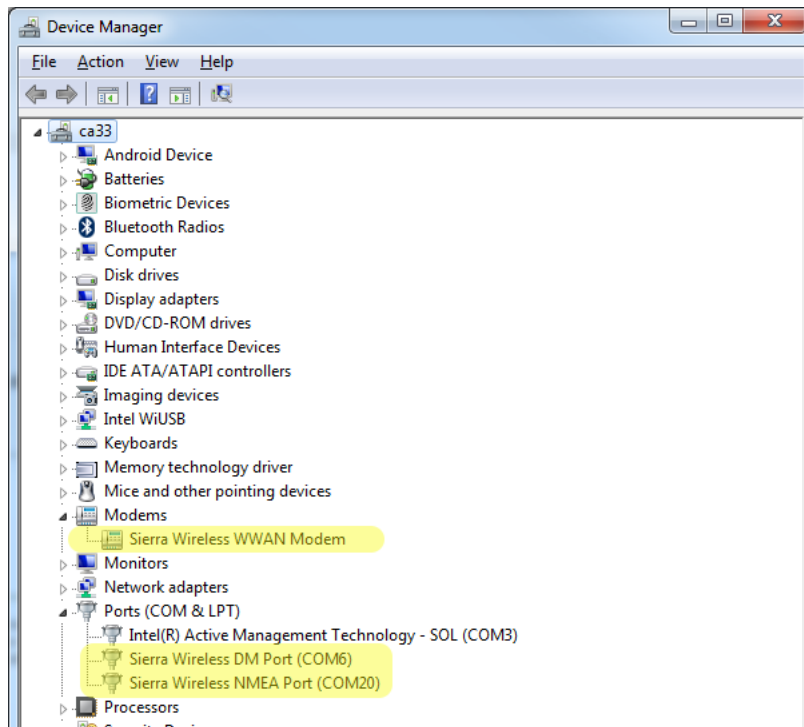 Device Manager
File Action View Help
ca33
Android Device
Batteries
Biometric Devices
Bluetooth Radios
Computer
Disk drives
Display adapters
DVD/CD-ROM drives
Human Interface Devices
IDE ATA/ATAPI controllers
Imaging devices
Intel WiUSB
Keyboards
Memory technology driver
Mice and other pointing devices
Modems
Sierra Wireless WWAN Modem
Monitors
Network adapters
Ports (COM & LPT)
Intel(R) Active Management Technology - SOL (COM3)
Sierra Wireless DM Port (COM6)
Sierra Wireless NMEA Port (COM20)
Processors